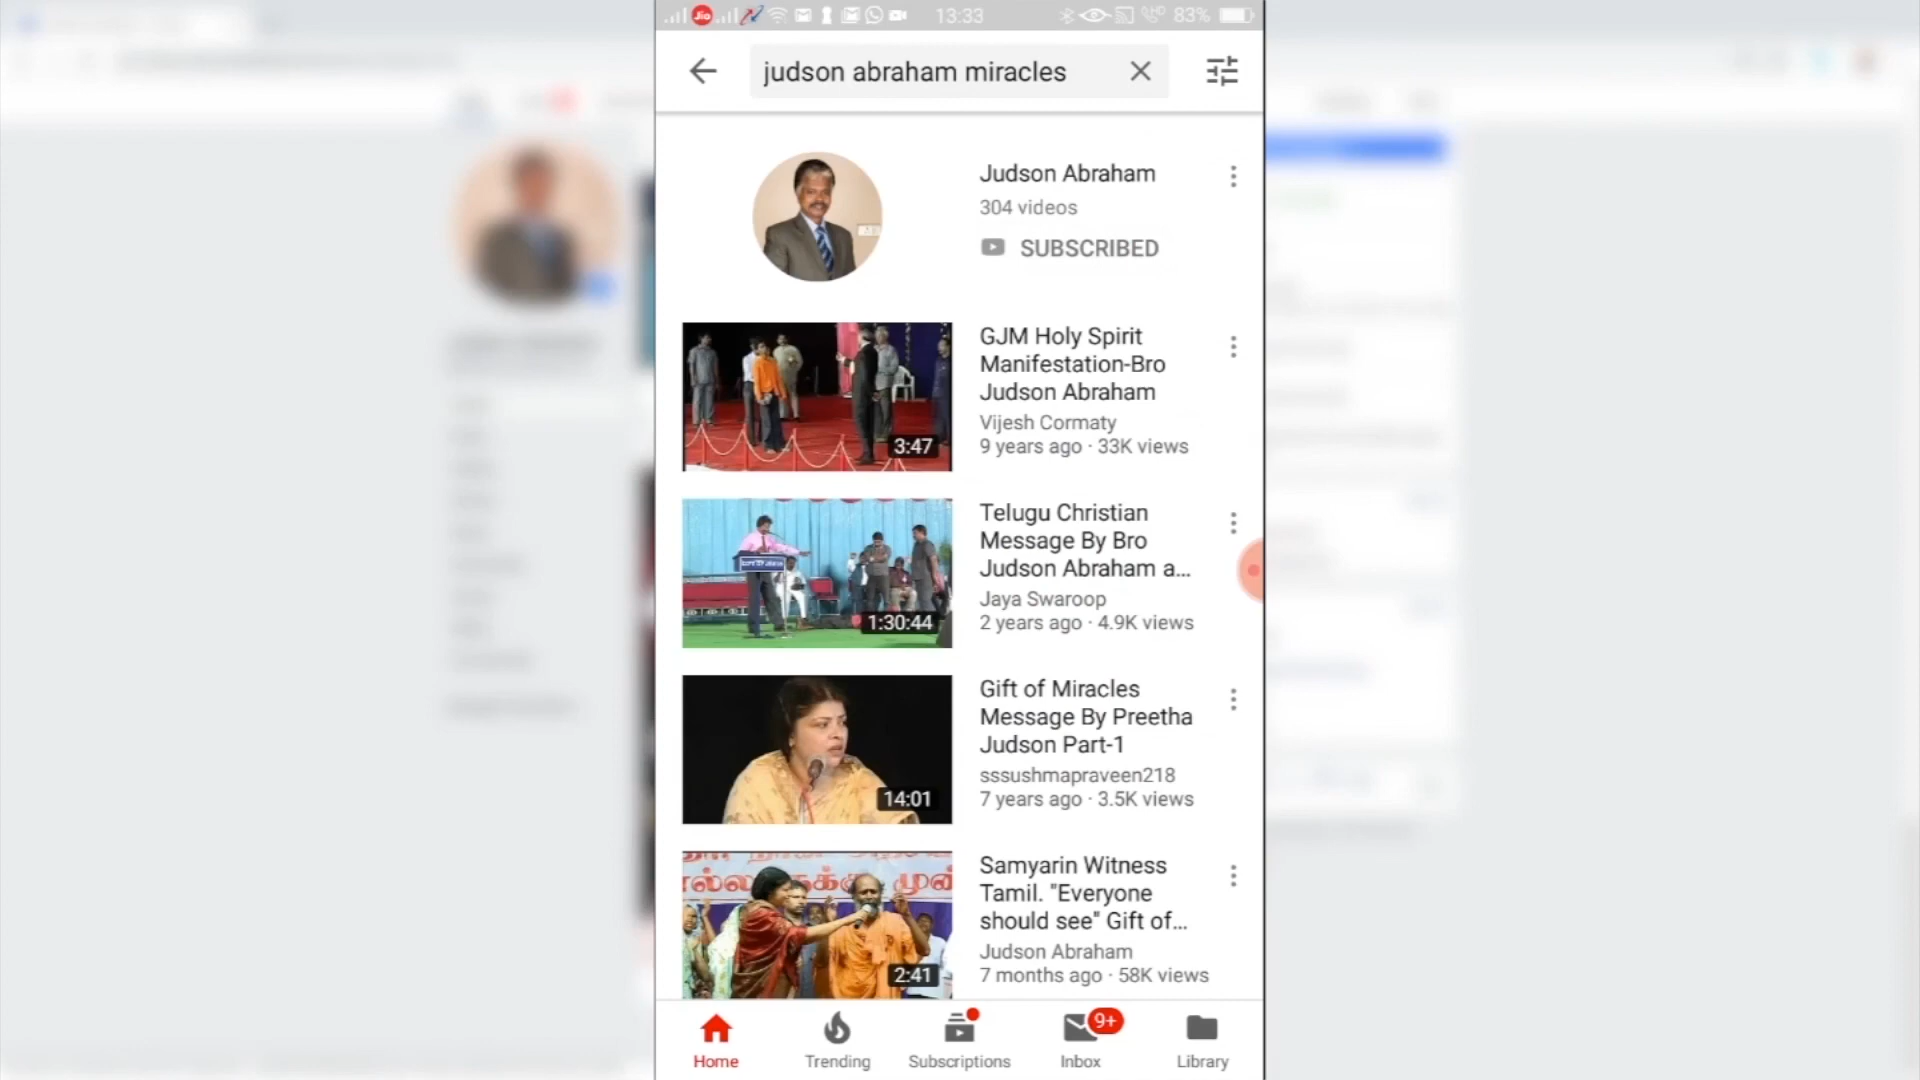 Jio 13:33 83%
judson abraham miracles
Judson Abraham
304 videos
SUBSCRIBED
GJM Holy Spirit
Manifestation-Bro
Judson Abraham
Vijesh Cormaty
9 years ago · 33K views
3:47
Telugu Christian
Message By Bro
Judson Abraham a...
Jaya Swaroop
2 years ago · 4.9K views
1:30:44
Gift of Miracles
Message By Preetha
Judson Part-1
sssushmapraveen218
7 years ago · 3.5K views
14:01
Samyarin Witness
Tamil. "Everyone
should see" Gift of...
Judson Abraham
7 months ago · 58K views
2:41
9+
Home Trending Subscriptions Inbox Library